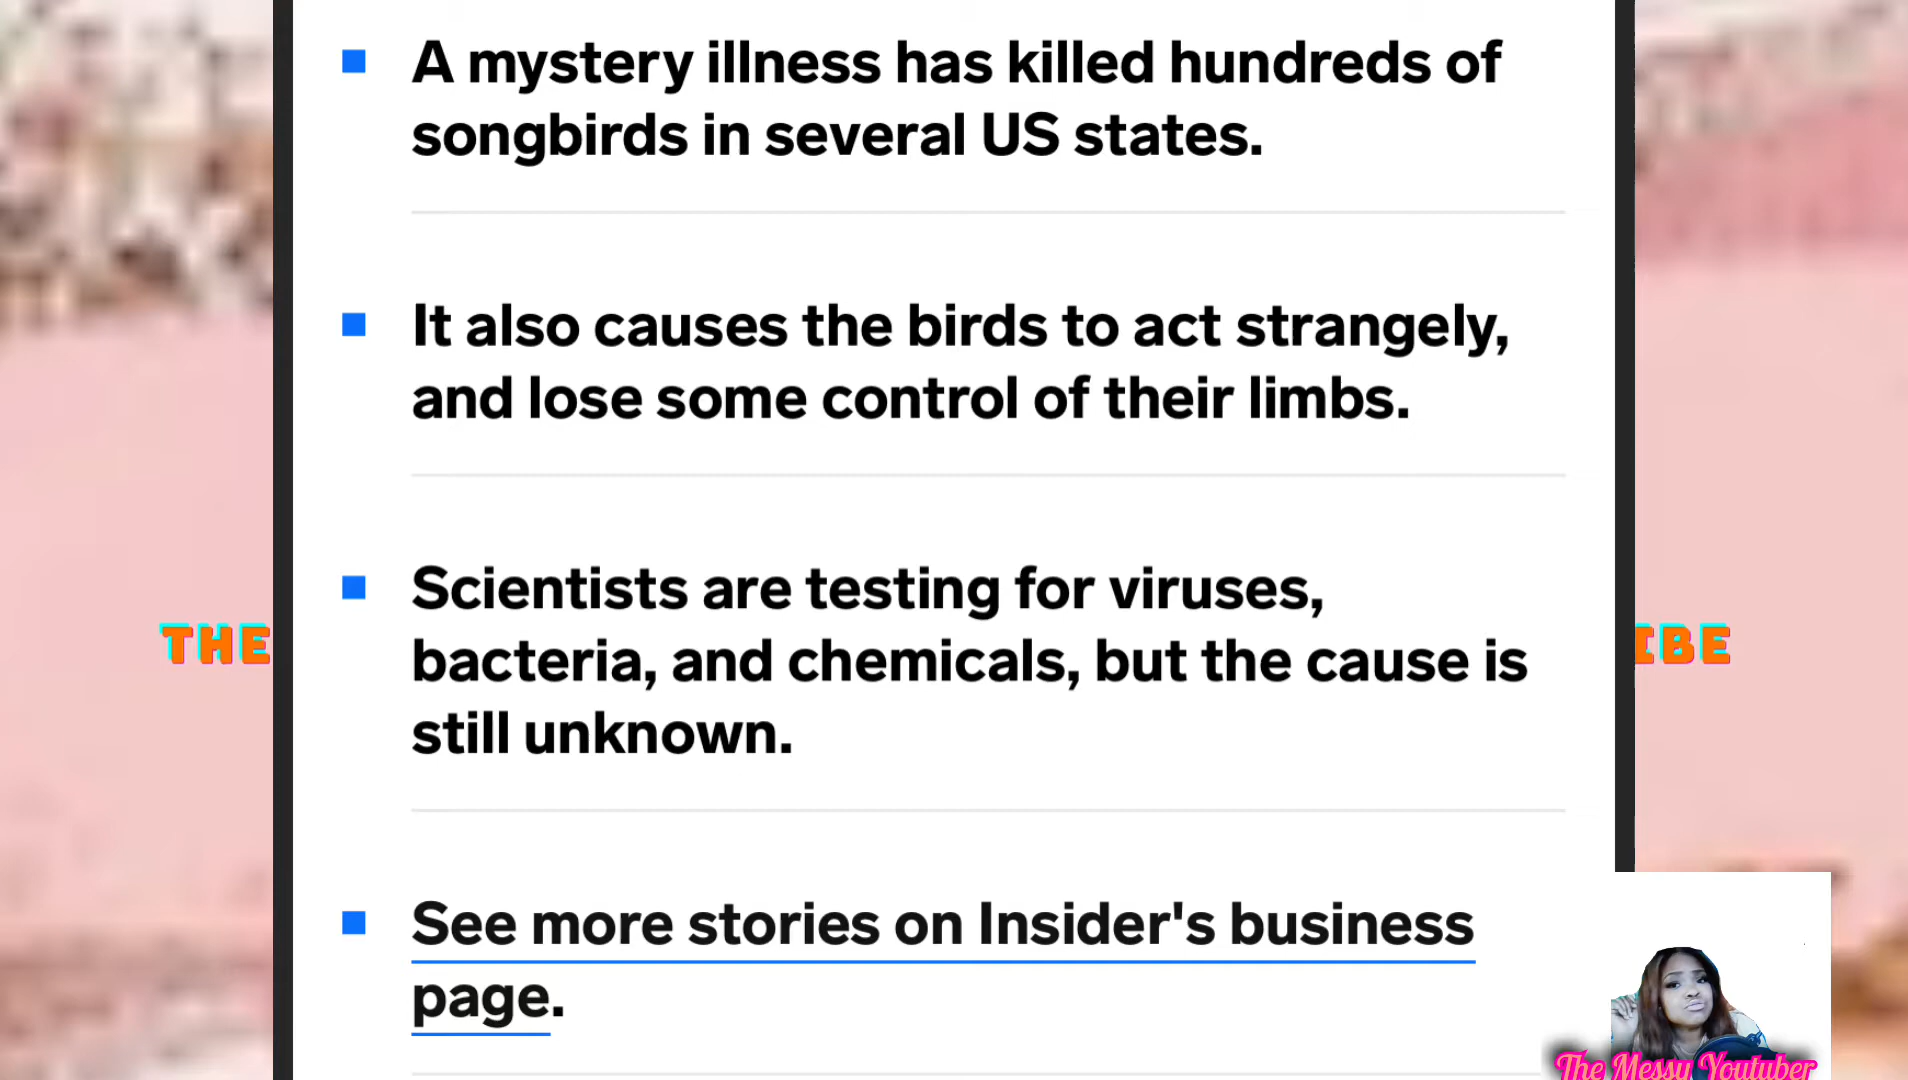 A mystery illness has killed hundreds of
songbirds in several US states.
It also causes the birds to act strangely,
and lose some control of their limbs.
Scientists are testing for viruses,
bacteria, and chemicals, but the cause is
still unknown.
THE
IBE
See more stories on Insider's business
page.
The Messy Youtuber